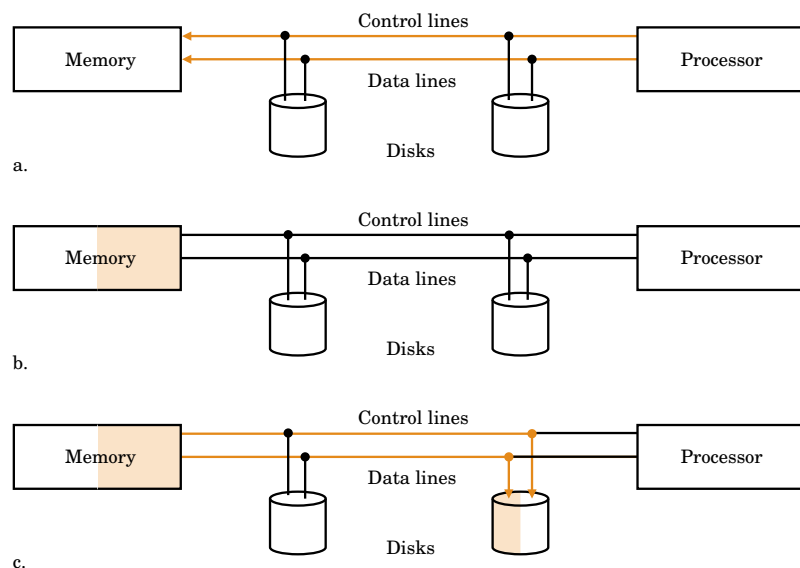 Control lines
Memory
Processor
Data lines
Disks
a.
Control lines
Memory
Processor
Data lines
Disks
b.
Control lines
Memory
Processor
Data lines
Disks
c.